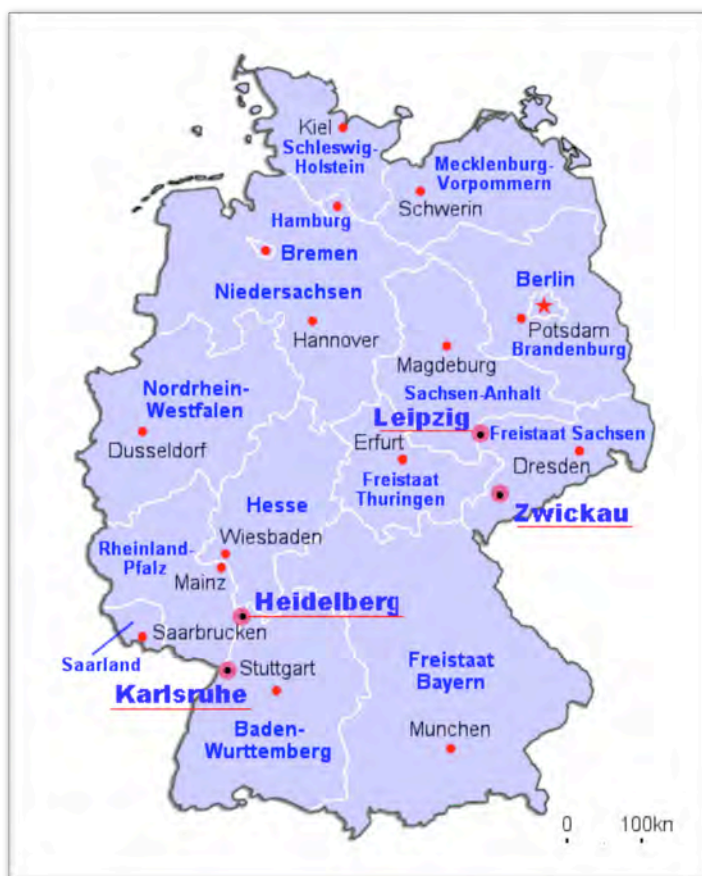 Kiel
Schleswig-
Holstein
Mecklenburg-
Vorpommern
Schwerin
Hamburg
Bremen
Berlin
Niedersachsen
Hannover
Potsdam
Brandenburg
Magdeburg
Nordrhein-
Westfalen
Sachsen-Anhalt
Leipzig
Freistaat Sachsen
Dusseldorf
Erfurt
Dresden
Freistaat
Thuringen
Hesse
Zwickau
Wiesbaden
Rheinland-
Pfalz
Mainz
Heidelberg
Saarbrucken
Saarland
Stuttgart
Karlsruhe
Freistaat
Bayern
Baden-
Wurttemberg
Munchen
0 100kn